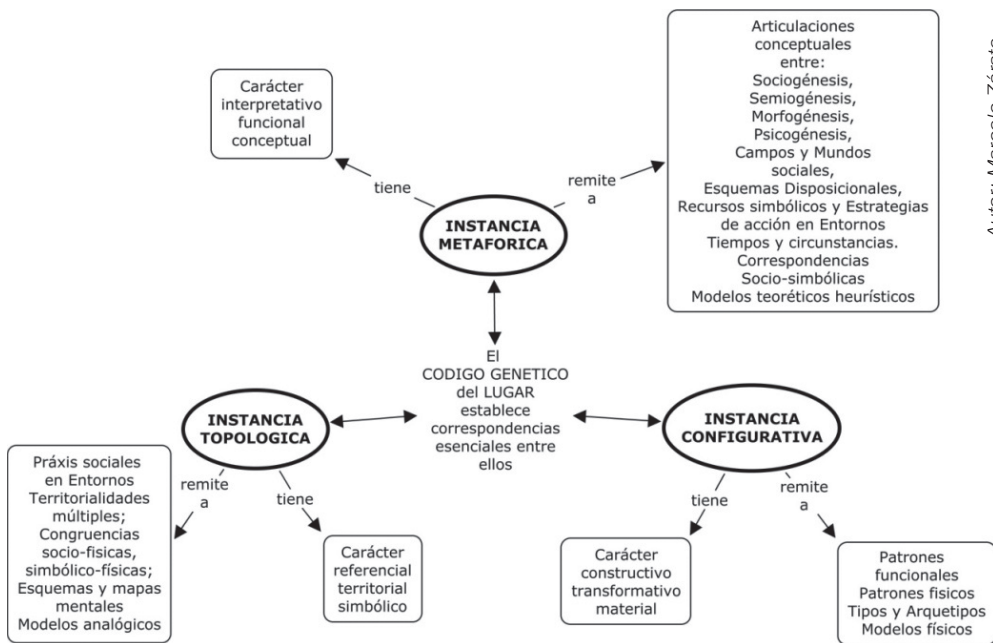 Articulaciones
conceptuales
entre:
Sociogénesis,
Semiogénesis,
Morfogénesis,
Psicogénesis,
Campos y Mundos
sociales,
Esquemas Disposicionales,
Recursos simbólicos y Estrategias
de acción en Entornos
Tiempos y circunstancias.
Correspondencias
Socio-simbólicas
Modelos teoréticos heurísticos
Carácter
interpretativo
funcional
conceptual
tiene
remite
a
INSTANCIA
METAFORICA
El
CODIGO GENETICO
del LUGAR
establece
correspondencias
esenciales entre
ellos
INSTANCIA
TOPOLOGICA
INSTANCIA
CONFIGURATIVA
Práxis sociales
en Entornos
Territorialidades
múltiples;
Congruencias
socio-fisicas,
simbólico-físicas;
Esquemas y mapas
mentales
Modelos analógicos
remite
a
tiene
Carácter
referencial
territorial
simbólico
tiene
remite
a
Carácter
constructivo
transformativo
material
Patrones
funcionales
Patrones fisicos
Tipos y Arquetipos
Modelos físicos